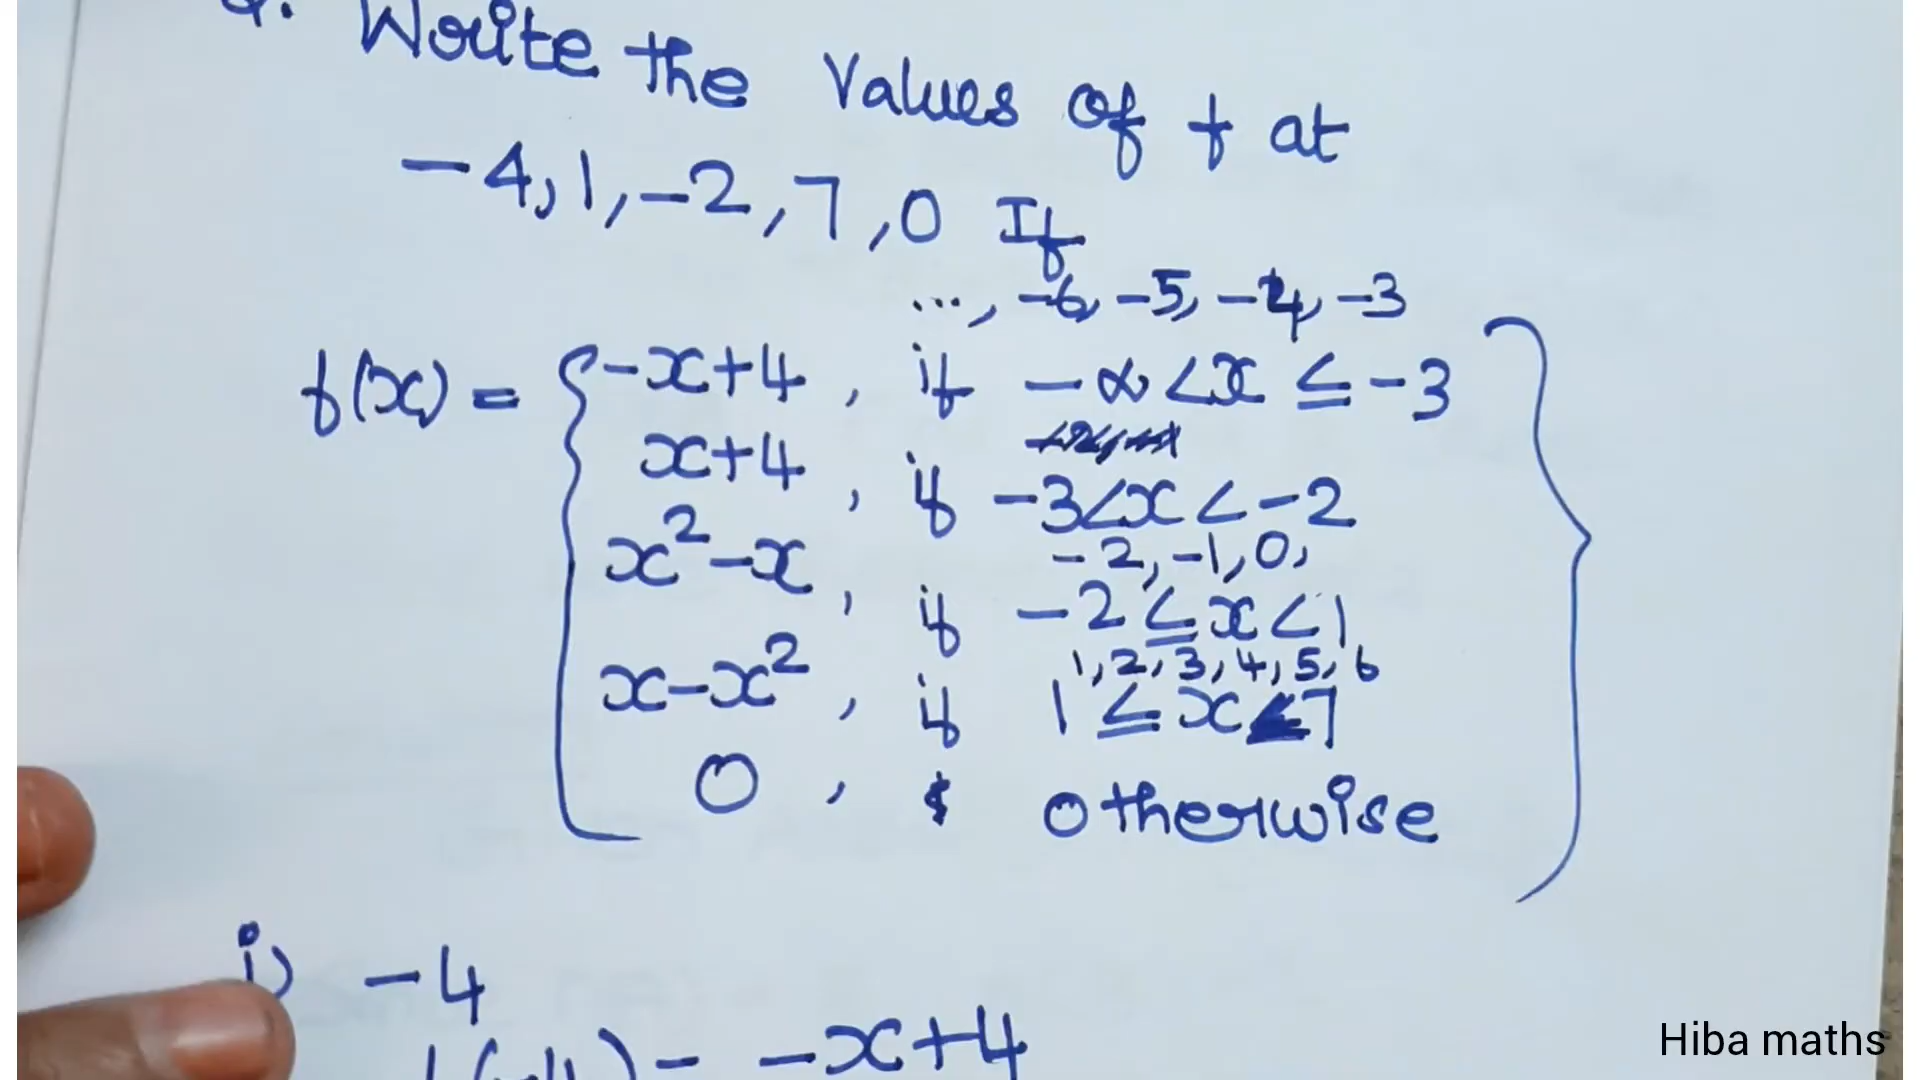 Write the Values of f at
-4, 1, -2, 7, 0 If
..., -6, -5, -4, -3
f(x) = { -x+4 , if -∞ < x ≤ -3
x+4 , if -3 < x < -2
-2, -1, 0,
x² - x , if -2 ≤ x < 1
1, 2, 3, 4, 5, 6
x - x² , if 1 ≤ x < 7
0 , otherwise }
i) -4
f(-4) = -x+4
Hiba maths